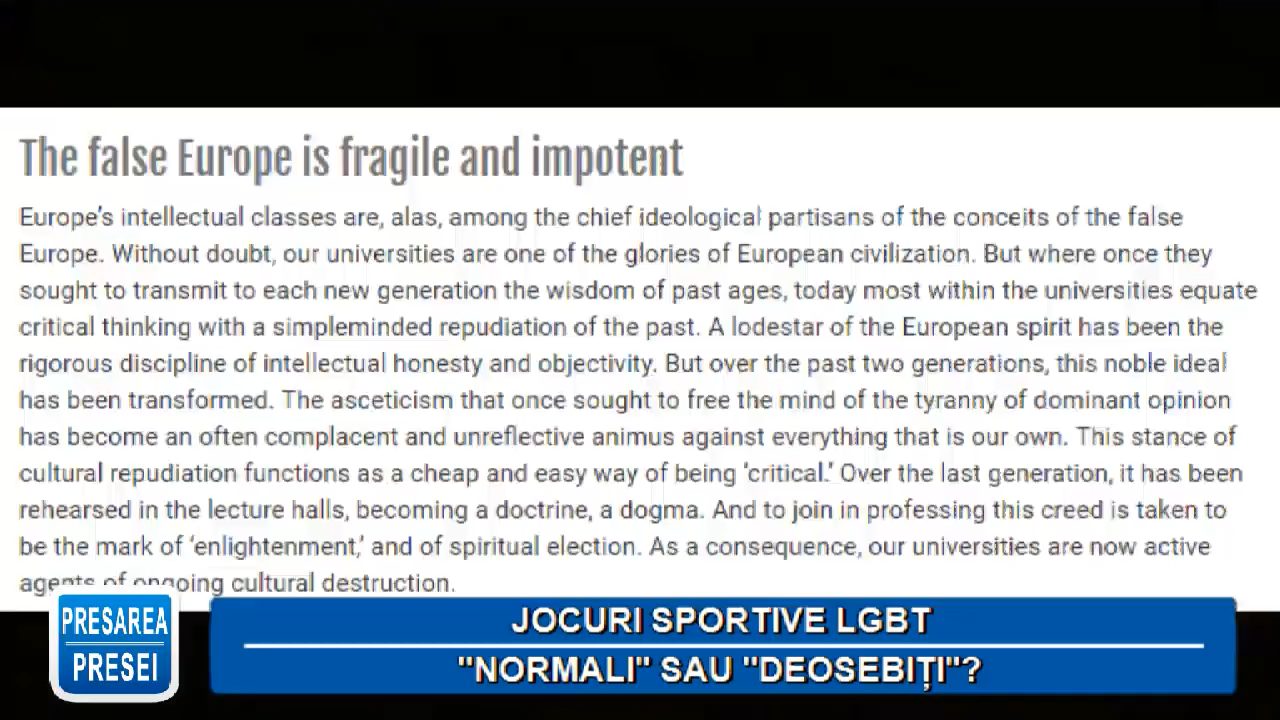 The false Europe is fragile and impotent
Europe's intellectual classes are, alas, among the chief ideological partisans of the conceits of the false
Europe. Without doubt, our universities are one of the glories of European civilization. But where once they
sought to transmit to each new generation the wisdom of past ages, today most within the universities equate
critical thinking with a simpleminded repudiation of the past. A lodestar of the European spirit has been the
rigorous discipline of intellectual honesty and objectivity. But over the past two generations, this noble ideal
has been transformed. The asceticism that once sought to free the mind of the tyranny of dominant opinion
has become an often complacent and unreflective animus against everything that is our own. This stance of
cultural repudiation functions as a cheap and easy way of being 'critical.' Over the last generation, it has been
rehearsed in the lecture halls, becoming a doctrine, a dogma. And to join in professing this creed is taken to
be the mark of 'enlightenment,' and of spiritual election. As a consequence, our universities are now active
agents of ongoing cultural destruction.
PRESAREA
PRESEI
JOCURI SPORTIVE LGBT
"NORMALI" SAU "DEOSEBIȚI"?